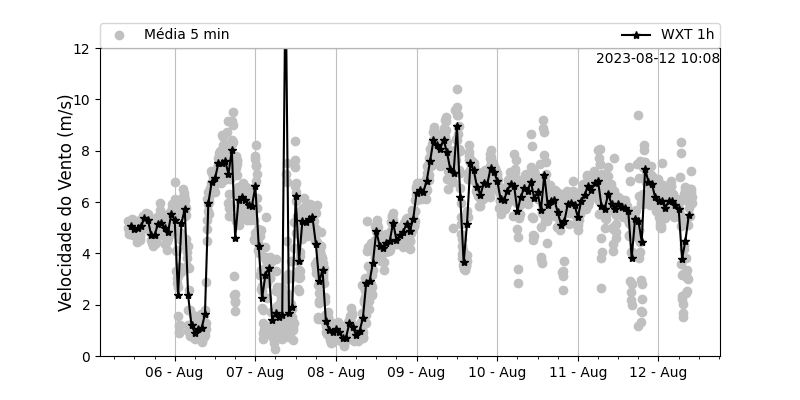 Média 5 min
WXT 1h
2023-08-12 10:08
Velocidade do Vento (m/s)
12
10
8
6
4
2
0
06 - Aug 07 - Aug 08 - Aug 09 - Aug 10 - Aug 11 - Aug 12 - Aug